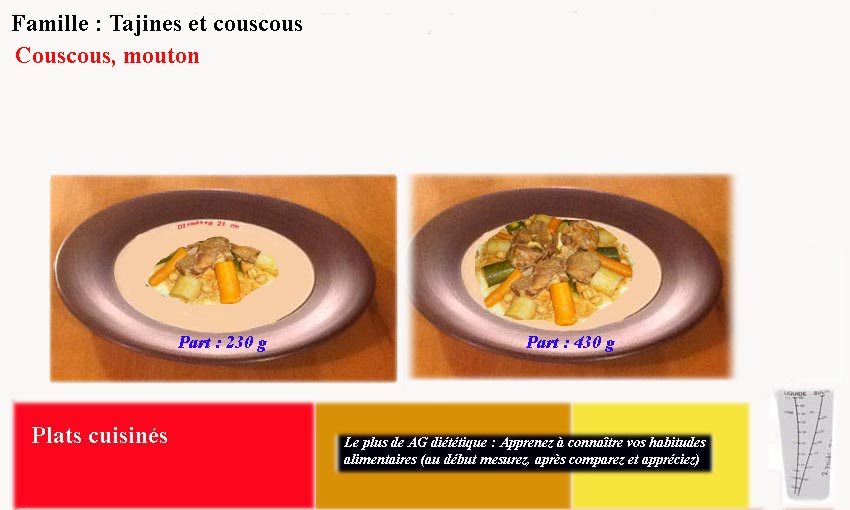 Famille : Tajines et couscous
Couscous, mouton
Diamètre 21 cm
Part : 230 g
Part : 430 g
Plats cuisinés
Le plus de AG diététique : Apprenez à connaître vos habitudes
alimentaires (au début mesurez, après comparez et appréciez)
LIQUIDE